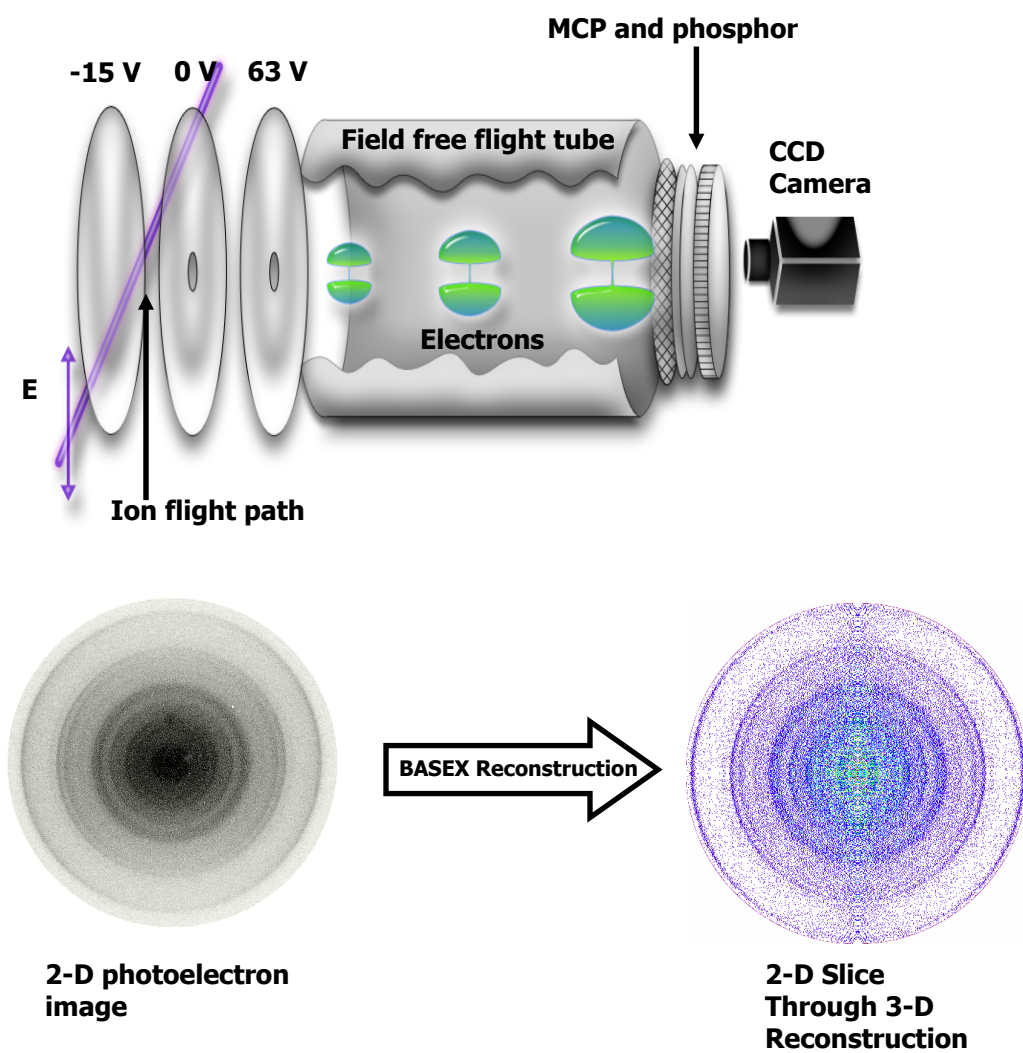 MCP and phosphor
-15 V 0 V 63 V
Field free flight tube
CCD
Camera
Electrons
E
Ion flight path
BASEX Reconstruction
2-D photoelectron
image
2-D Slice
Through 3-D
Reconstruction